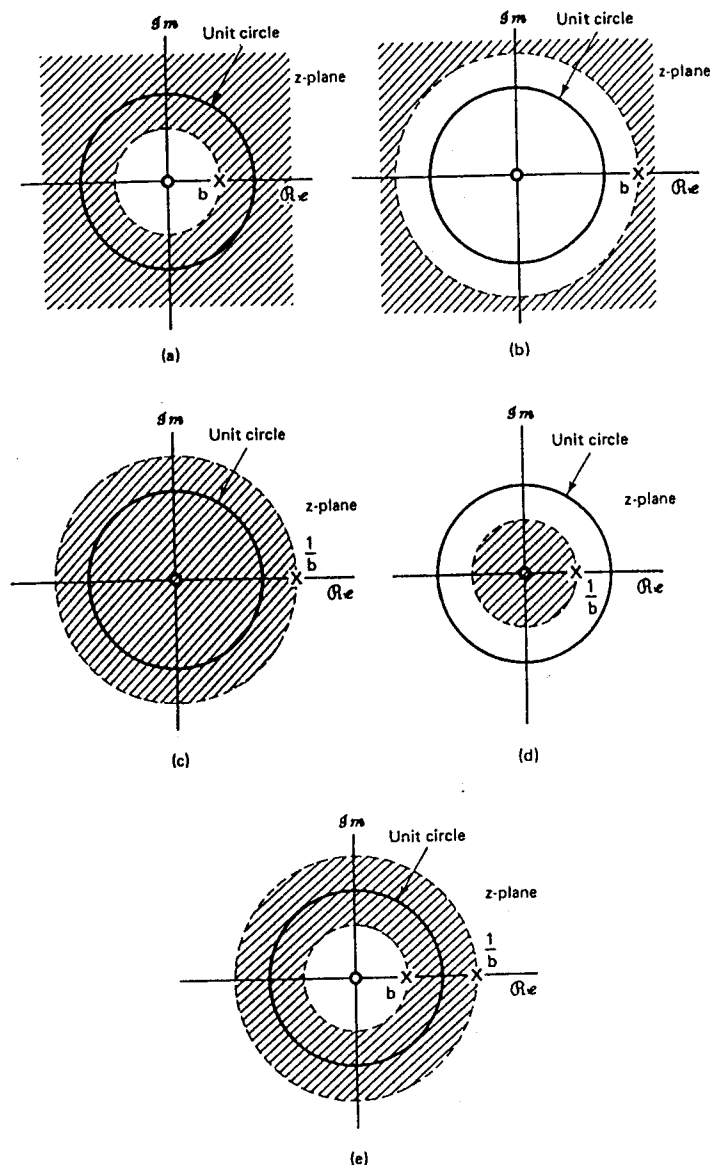 ℐm
Unit circle
z-plane
b
ℛe
(a)
ℐm
Unit circle
z-plane
b
ℛe
(b)
ℐm
Unit circle
z-plane
1
b
ℛe
(c)
ℐm
Unit circle
z-plane
1
b
ℛe
(d)
ℐm
Unit circle
z-plane
1
b
b
ℛe
(e)